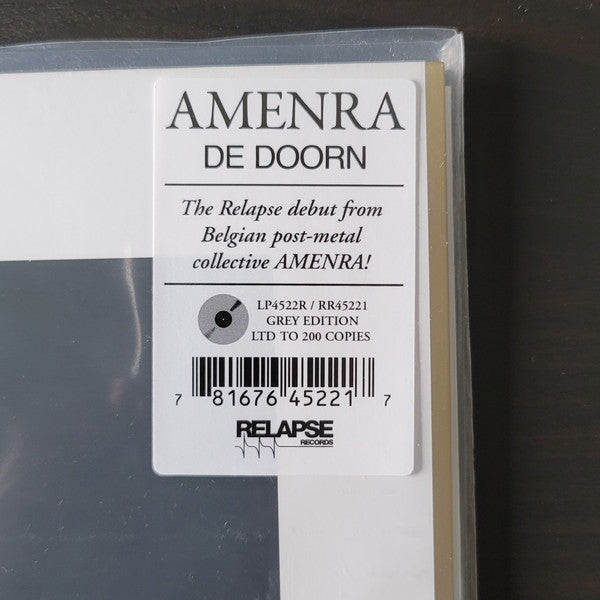 AMENRA
DE DOORN
The Relapse debut from
Belgian post-metal
collective AMENRA!
LP4522R / RR45221
GREY EDITION
LTD TO 200 COPIES
7 81676 45221 7
RELAPSE
RECORDS